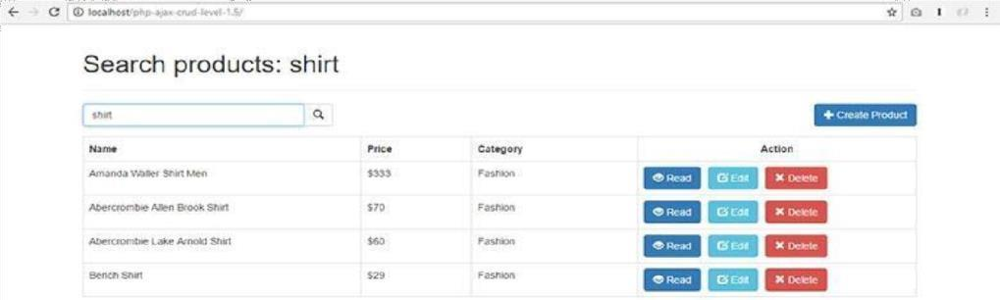 localhost/php-ajax-crud-level-1.5/
Search products: shirt
shirt
Create Product
Name Price Category Action
Amanda Waller Shirt Men $333 Fashion Read Edit Delete
Abercrombie Allen Brook Shirt $70 Fashion Read Edit Delete
Abercrombie Lake Arnold Shirt $60 Fashion Read Edit Delete
Bench Shirt $29 Fashion Read Edit Delete